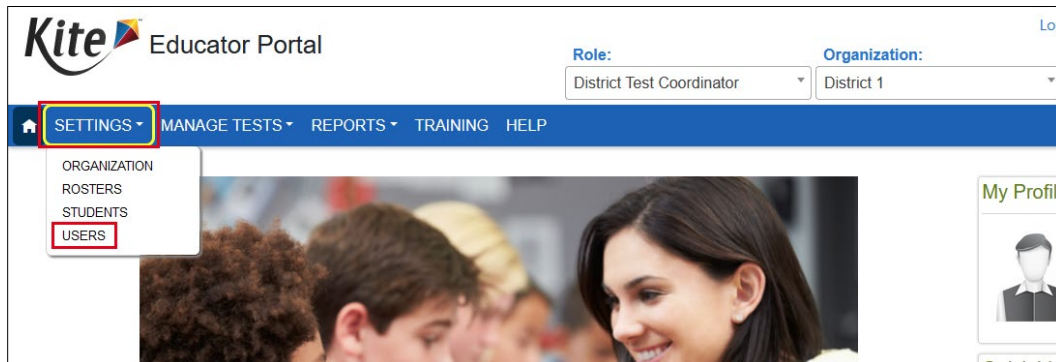 Kite Educator Portal
Lo
Role: Organization:
District Test Coordinator District 1
SETTINGS MANAGE TESTS REPORTS TRAINING HELP
ORGANIZATION
ROSTERS
STUDENTS
USERS
My Profil